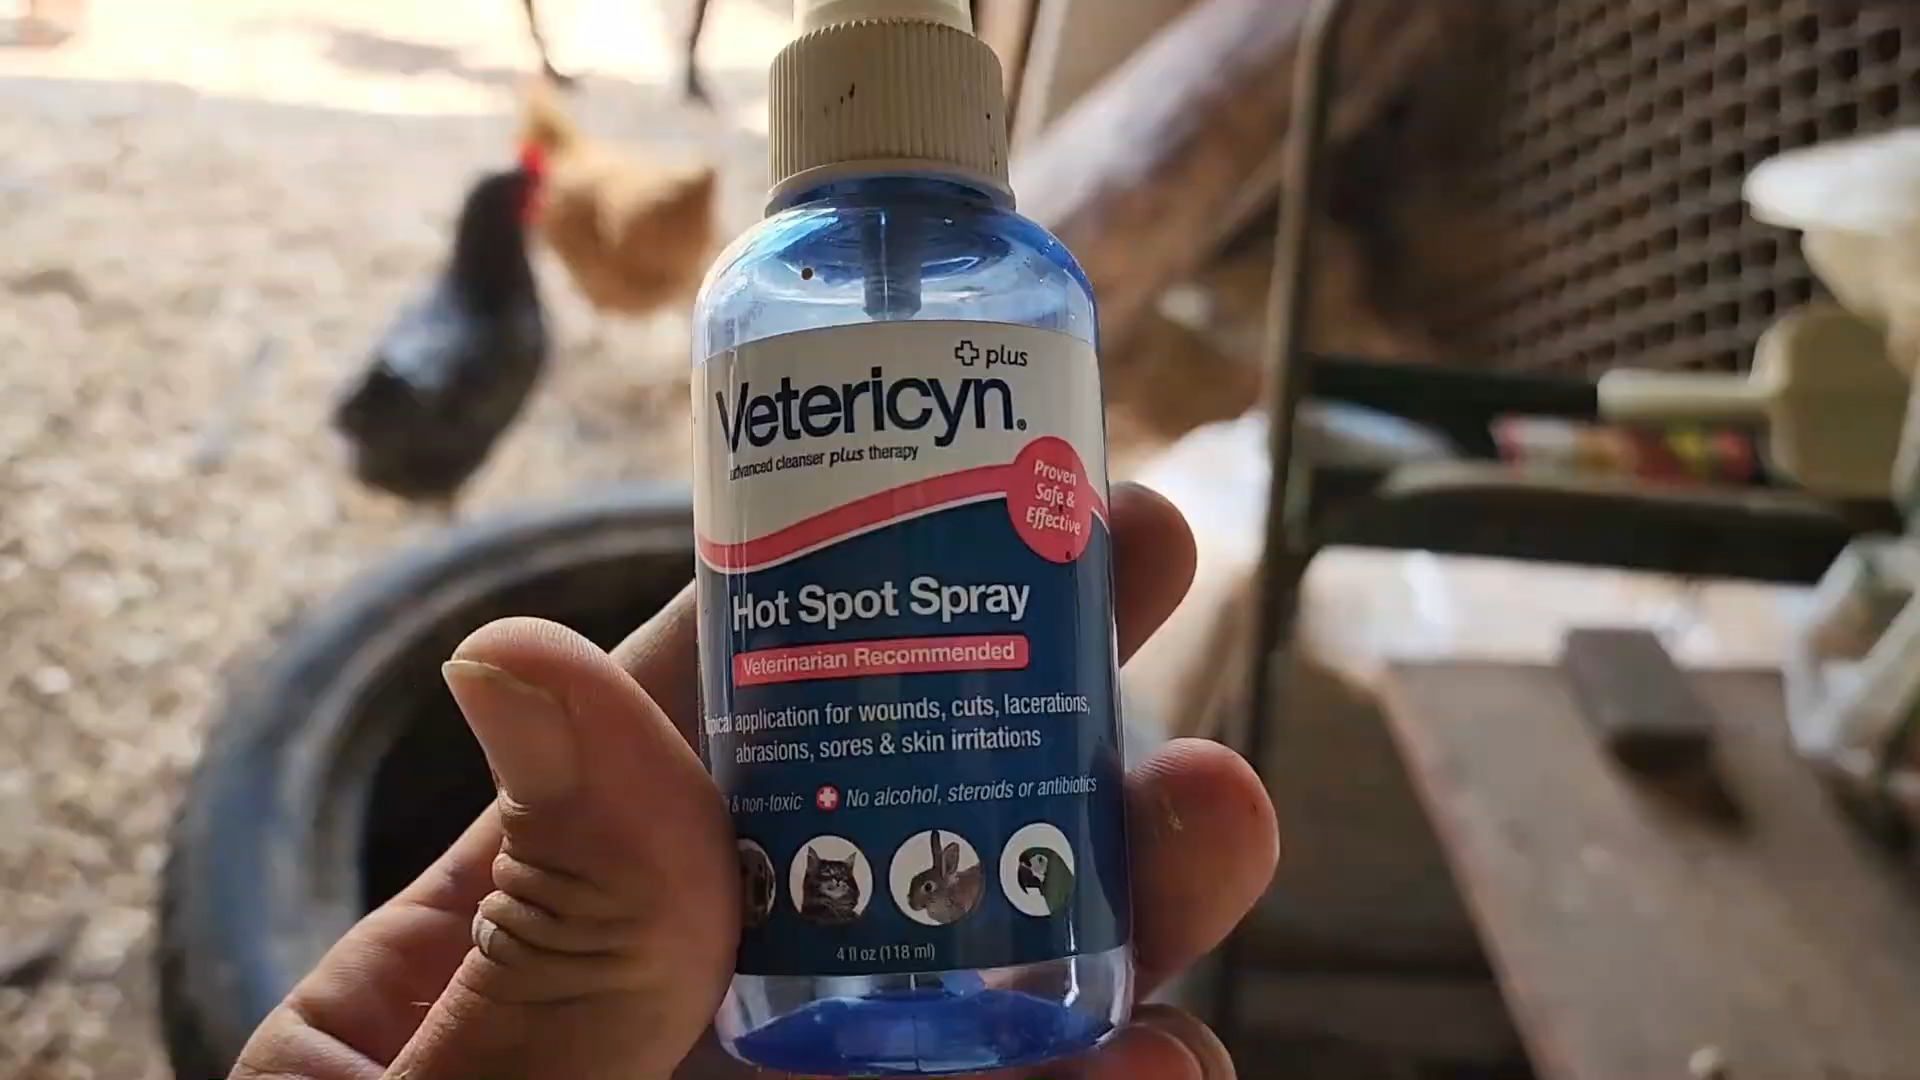 plus
Vetericyn®
advanced cleanser plus therapy
Proven
Safe &
Effective
Hot Spot Spray
Veterinarian Recommended
application for wounds, cuts, lacerations,
abrasions, sores & skin irritations
& non-toxic No alcohol, steroids or antibiotics
4 fl oz (118 ml)